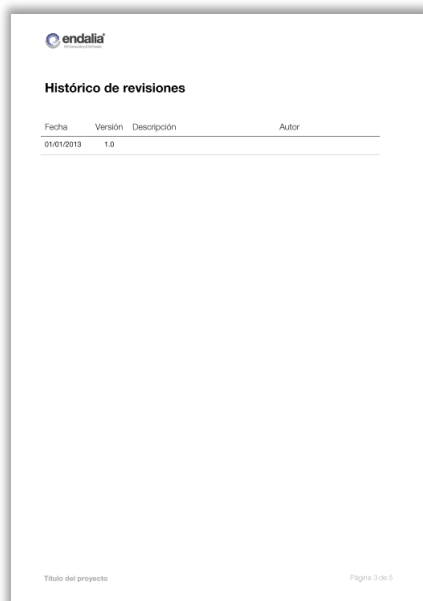 endalia
Histórico de revisiones
Fecha Versión Descripción Autor
01/01/2013 1.0
Título del proyecto Página 3 de 5